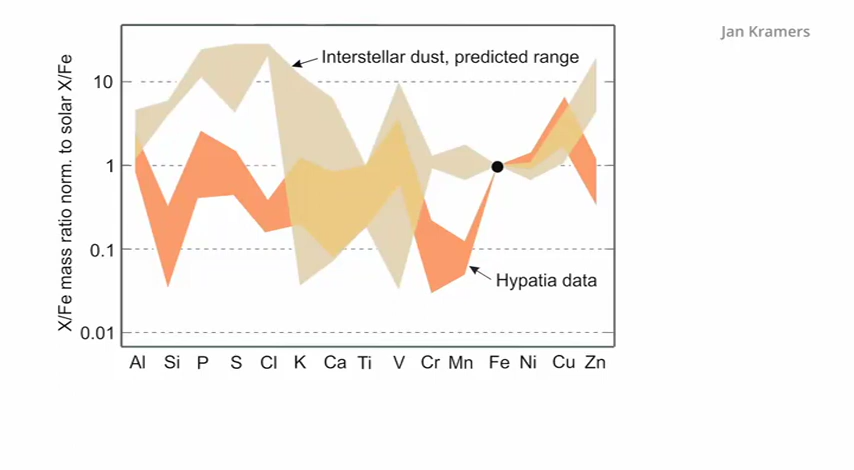 Jan Kramers
Interstellar dust, predicted range
X/Fe mass ratio norm. to solar X/Fe
10
1
0.1
0.01
Hypatia data
Al Si P S Cl K Ca Ti V Cr Mn Fe Ni Cu Zn